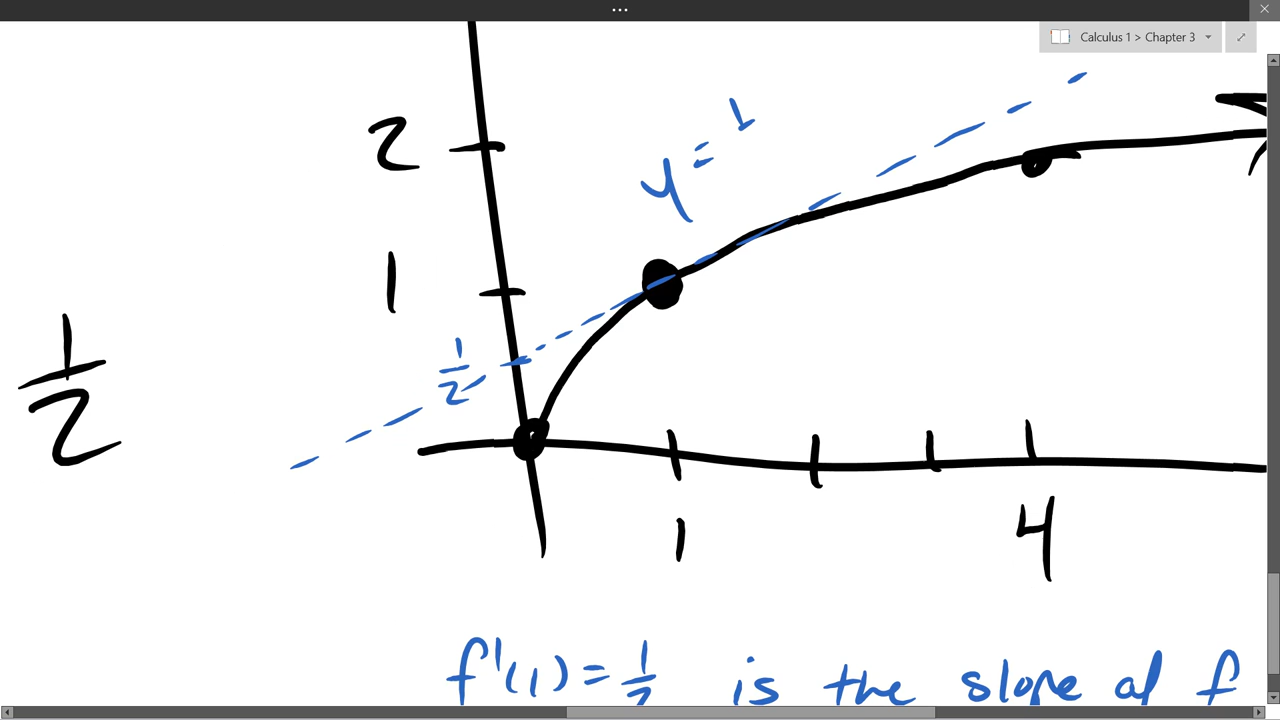 Calculus 1 > Chapter 3
2
y = 1
1
1/2
1/2
1
4
f'(1) = 1/2 is the slope of f